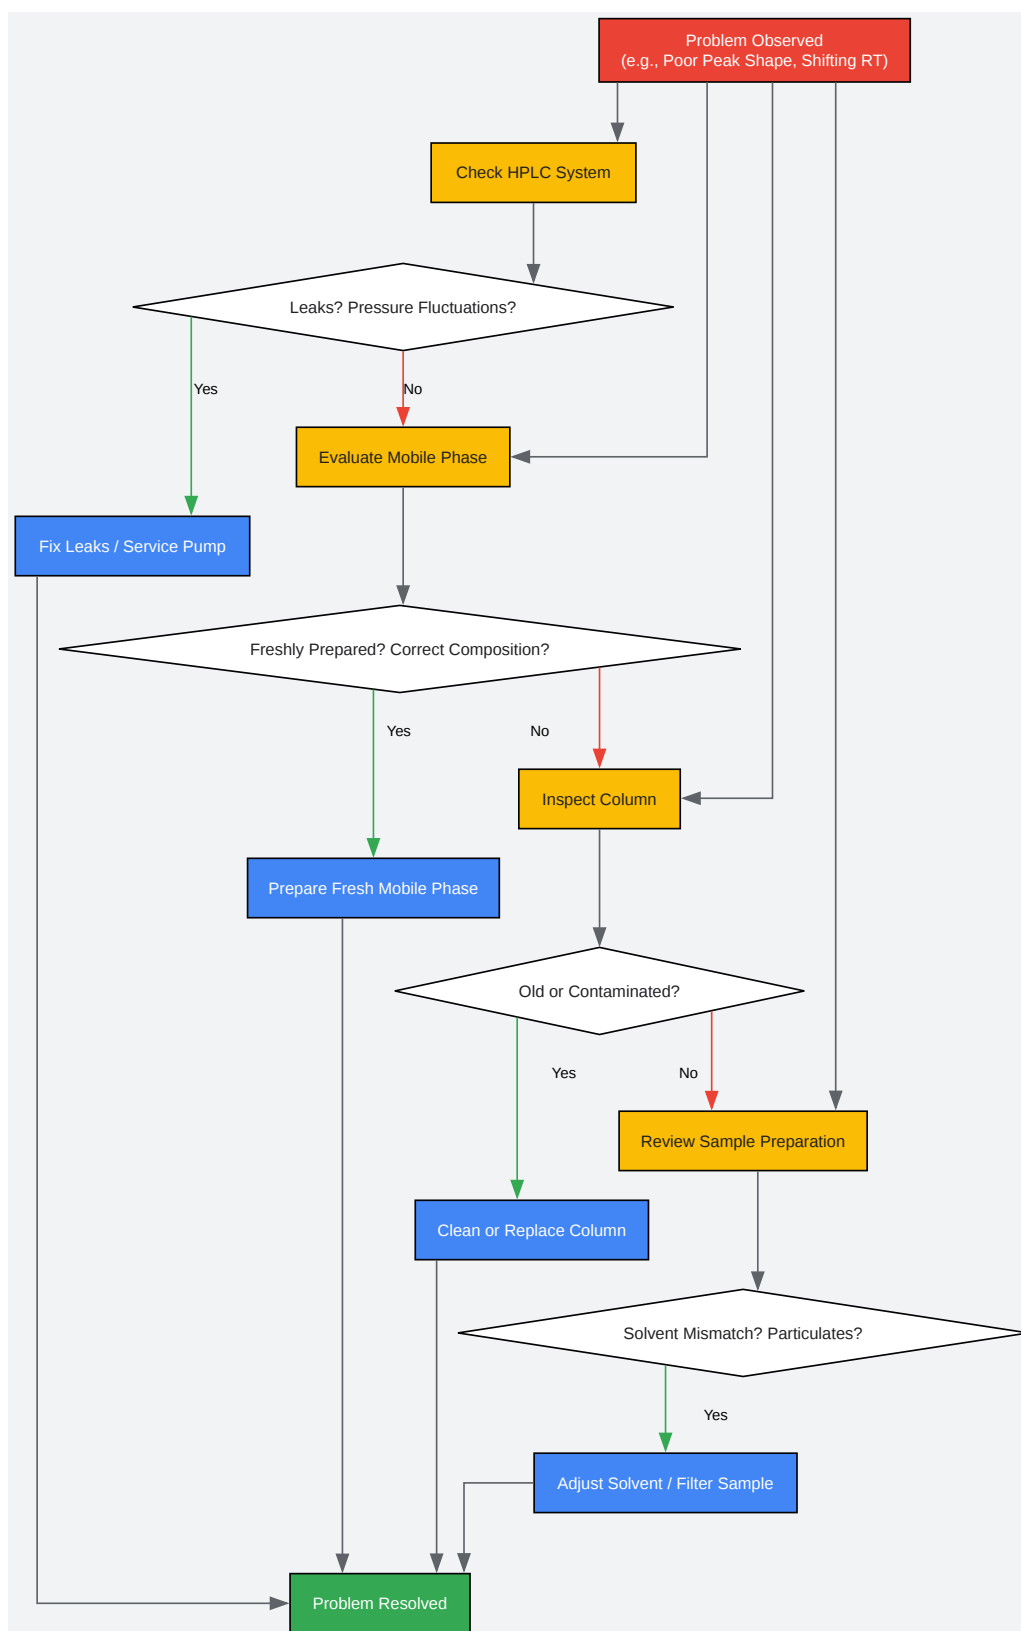 Problem Observed
(e.g., Poor Peak Shape, Shifting RT)
Check HPLC System
Leaks? Pressure Fluctuations?
Yes
No
Evaluate Mobile Phase
Fix Leaks / Service Pump
Freshly Prepared? Correct Composition?
Yes
No
Inspect Column
Prepare Fresh Mobile Phase
Old or Contaminated?
Yes
No
Review Sample Preparation
Clean or Replace Column
Solvent Mismatch? Particulates?
Yes
Adjust Solvent / Filter Sample
Problem Resolved